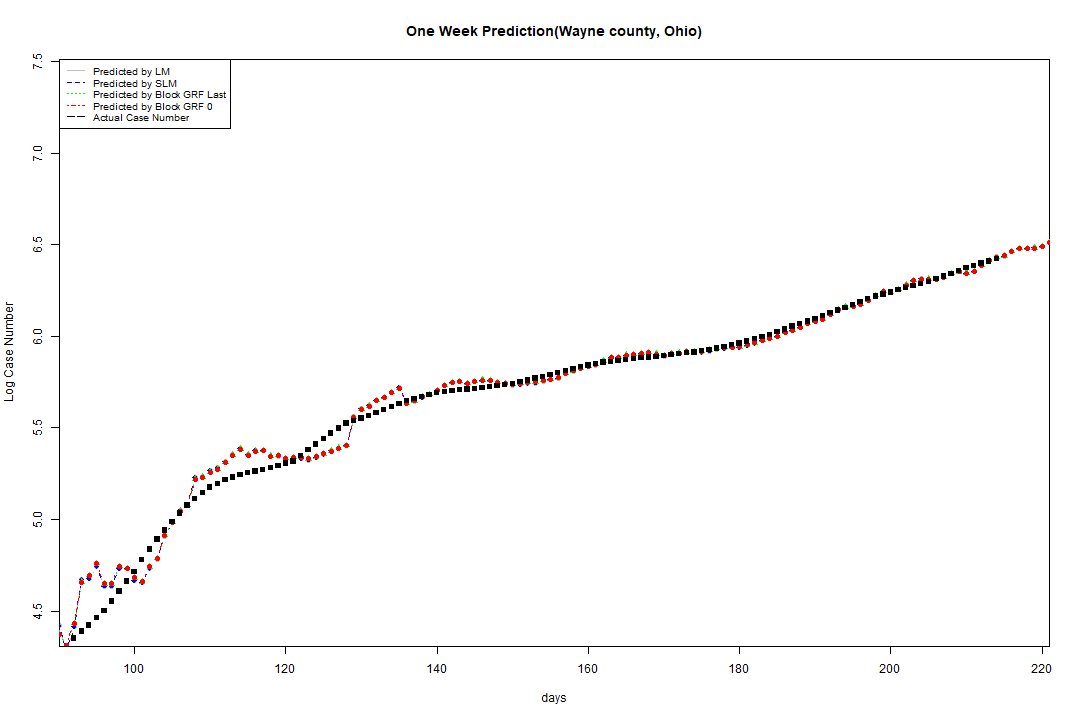 One Week Prediction(Wayne county, Ohio)
Predicted by LM
Predicted by SLM
Predicted by Block GRF Last
Predicted by Block GRF 0
Actual Case Number
7.5
7.0
6.5
6.0
5.5
5.0
4.5
Log Case Number
100 120 140 160 180 200 220
days